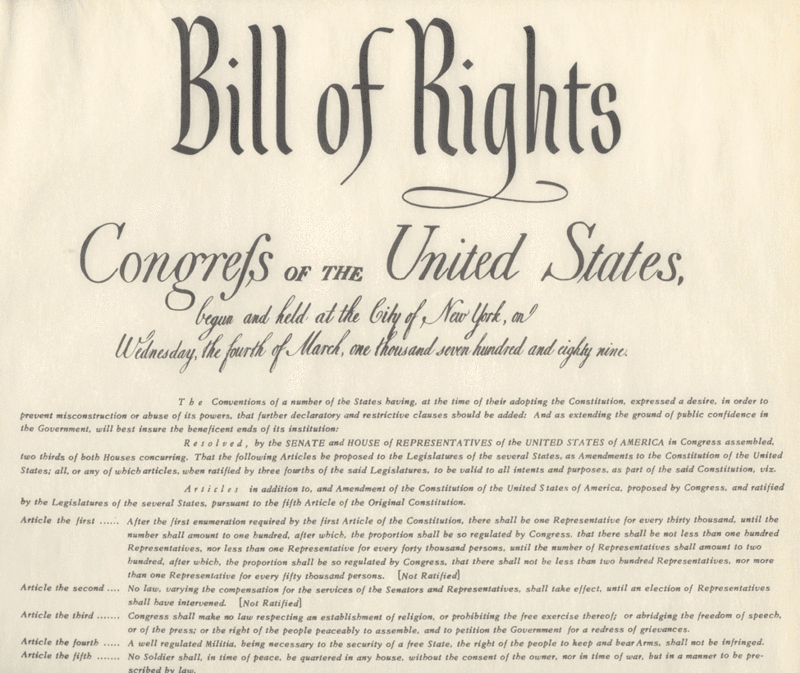 Bill of Rights
Congreſs OF THE United States,
begun and held at the City of New York, on
Wednesday, the fourth of March, one thousand seven hundred and eighty nine.
The Conventions of a number of the States having, at the time of their adopting the Constitution, expressed a desire, in order to
prevent misconstruction or abuse of its powers, that further declaratory and restrictive clauses should be added: And as extending the ground of public confidence in
the Government, will best insure the beneficent ends of its institution:
Resolved, by the SENATE and HOUSE of REPRESENTATIVES of the UNITED STATES of AMERICA in Congress assembled,
two thirds of both Houses concurring. That the following Articles be proposed to the Legislatures of the several States, as Amendments to the Constitution of the United
States; all, or any of which articles, when ratified by three fourths of the said Legislatures, to be valid to all intents and purposes, as part of the said Constitution, viz.
Articles in addition to, and Amendment of the Constitution of the United States of America, proposed by Congress, and ratified
by the Legislatures of the several States, pursuant to the fifth Article of the Original Constitution.
Article the first ...... After the first enumeration required by the first Article of the Constitution, there shall be one Representative for every thirty thousand, until the
number shall amount to one hundred, after which, the proportion shall be so regulated by Congress, that there shall be not less than one hundred
Representatives, nor less than one Representative for every forty thousand persons, until the number of Representatives shall amount to two
hundred, after which, the proportion shall be so regulated by Congress, that there shall not be less than two hundred Representatives, nor more
than one Representative for every fifty thousand persons. [Not Ratified]
Article the second .... No law, varying the compensation for the services of the Senators and Representatives, shall take effect, until an election of Representatives
shall have intervened. [Not Ratified]
Article the third ....... Congress shall make no law respecting an establishment of religion, or prohibiting the free exercise thereof; or abridging the freedom of speech,
or of the press; or the right of the people peaceably to assemble, and to petition the Government for a redress of grievances.
Article the fourth ..... A well regulated Militia, being necessary to the security of a free State, the right of the people to keep and bear Arms, shall not be infringed.
Article the fifth ....... No Soldier shall, in time of peace, be quartered in any house, without the consent of the owner, nor in time of war, but in a manner to be pre-
scribed by law.